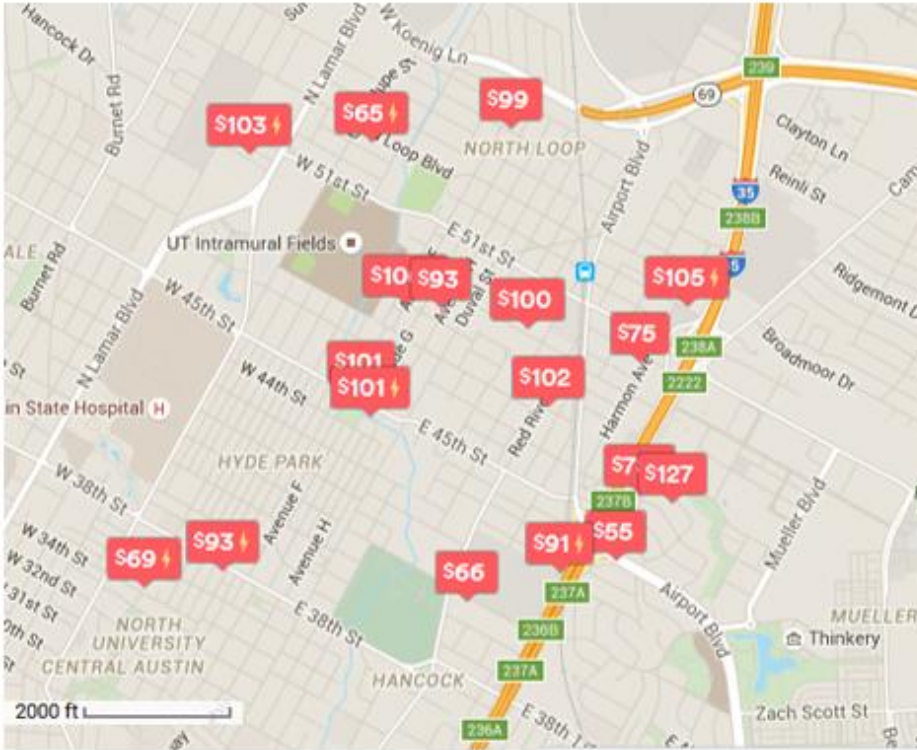 Hancock Dr
Burnet Rd
N Lamar Blvd
W Koenig Ln
239
69
$103
$65
$99
Loop Blvd
NORTH LOOP
Airport Blvd
Clayton Ln
Reinli St
35
238B
W 51st St
UT Intramural Fields
E 51st St
Burnet Rd
$93
Duval St
$100
$105
Ridgemont
W 45th St
N Lamar Blvd
$75
238A
Broadmoor Dr
2222
$101
$101
W 44th St
$102
Harmon Ave
in State Hospital
H
E 45th St
HYDE PARK
$127
237B
Mueller Blvd
W 38th St
Avenue F
Avenue H
W 34th St
W 32nd St
31st St
$69
$93
$91
$55
$66
237A
Airport Blvd
236B
NORTH
UNIVERSITY
CENTRAL AUSTIN
E 38th St
MUELLER
Thinkery
HANCOCK
237A
2000 ft
236A
E 38th 1
Zach Scott St